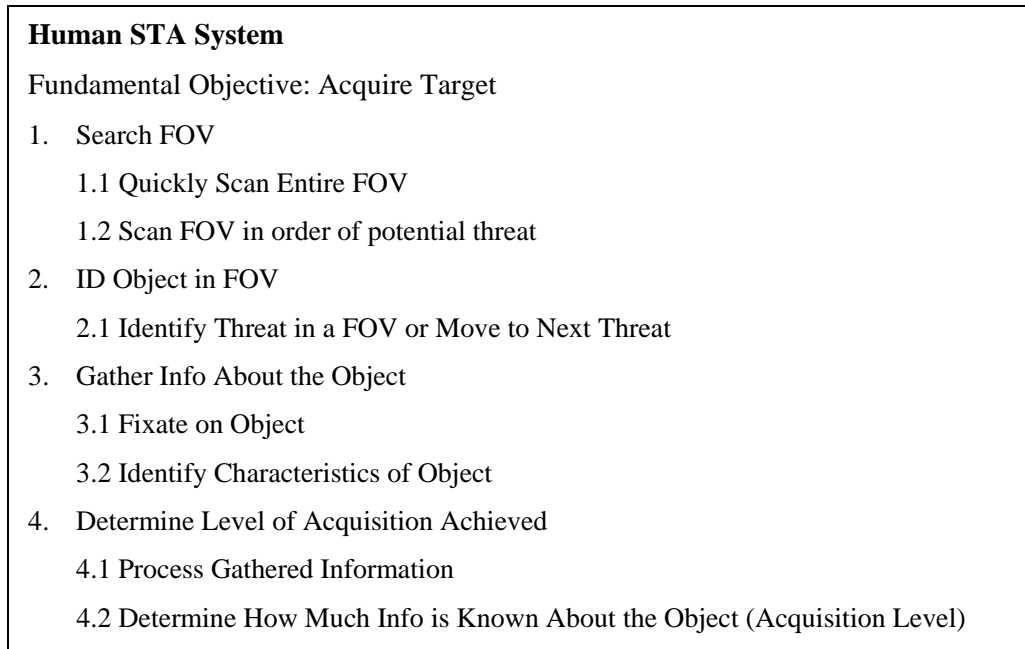 Human STA System
Fundamental Objective: Acquire Target
1. Search FOV
1.1 Quickly Scan Entire FOV
1.2 Scan FOV in order of potential threat
2. ID Object in FOV
2.1 Identify Threat in a FOV or Move to Next Threat
3. Gather Info About the Object
3.1 Fixate on Object
3.2 Identify Characteristics of Object
4. Determine Level of Acquisition Achieved
4.1 Process Gathered Information
4.2 Determine How Much Info is Known About the Object (Acquisition Level)